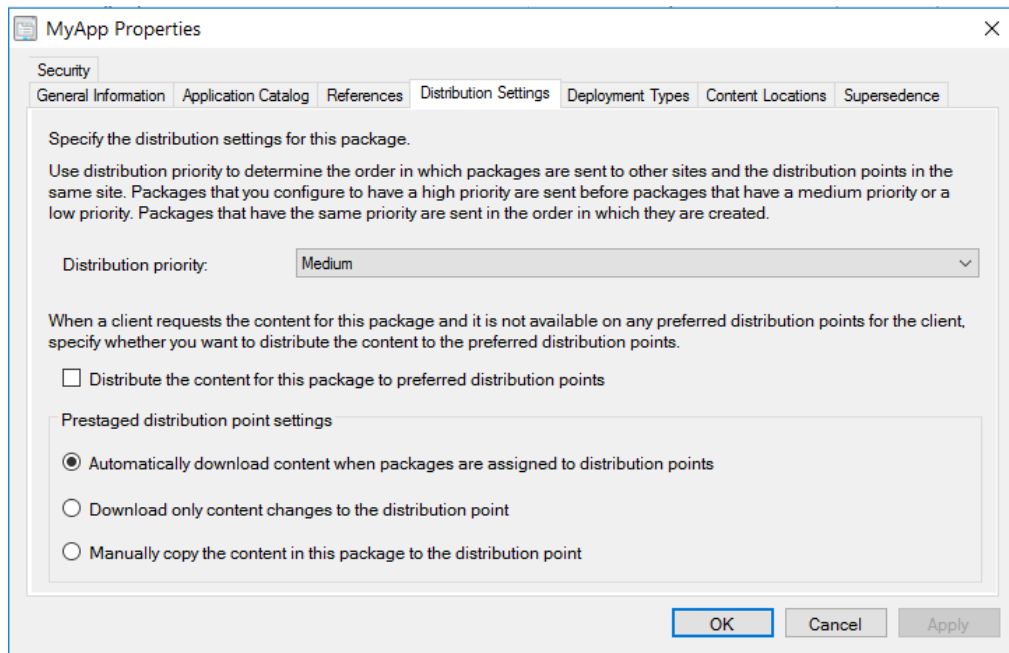 MyApp Properties
Security
General Information Application Catalog References Distribution Settings Deployment Types Content Locations Supersedence
Specify the distribution settings for this package.
Use distribution priority to determine the order in which packages are sent to other sites and the distribution points in the
same site. Packages that you configure to have a high priority are sent before packages that have a medium priority or a
low priority. Packages that have the same priority are sent in the order in which they are created.
Distribution priority: Medium
When a client requests the content for this package and it is not available on any preferred distribution points for the client,
specify whether you want to distribute the content to the preferred distribution points.
Distribute the content for this package to preferred distribution points
Prestaged distribution point settings
Automatically download content when packages are assigned to distribution points
Download only content changes to the distribution point
Manually copy the content in this package to the distribution point
OK Cancel Apply